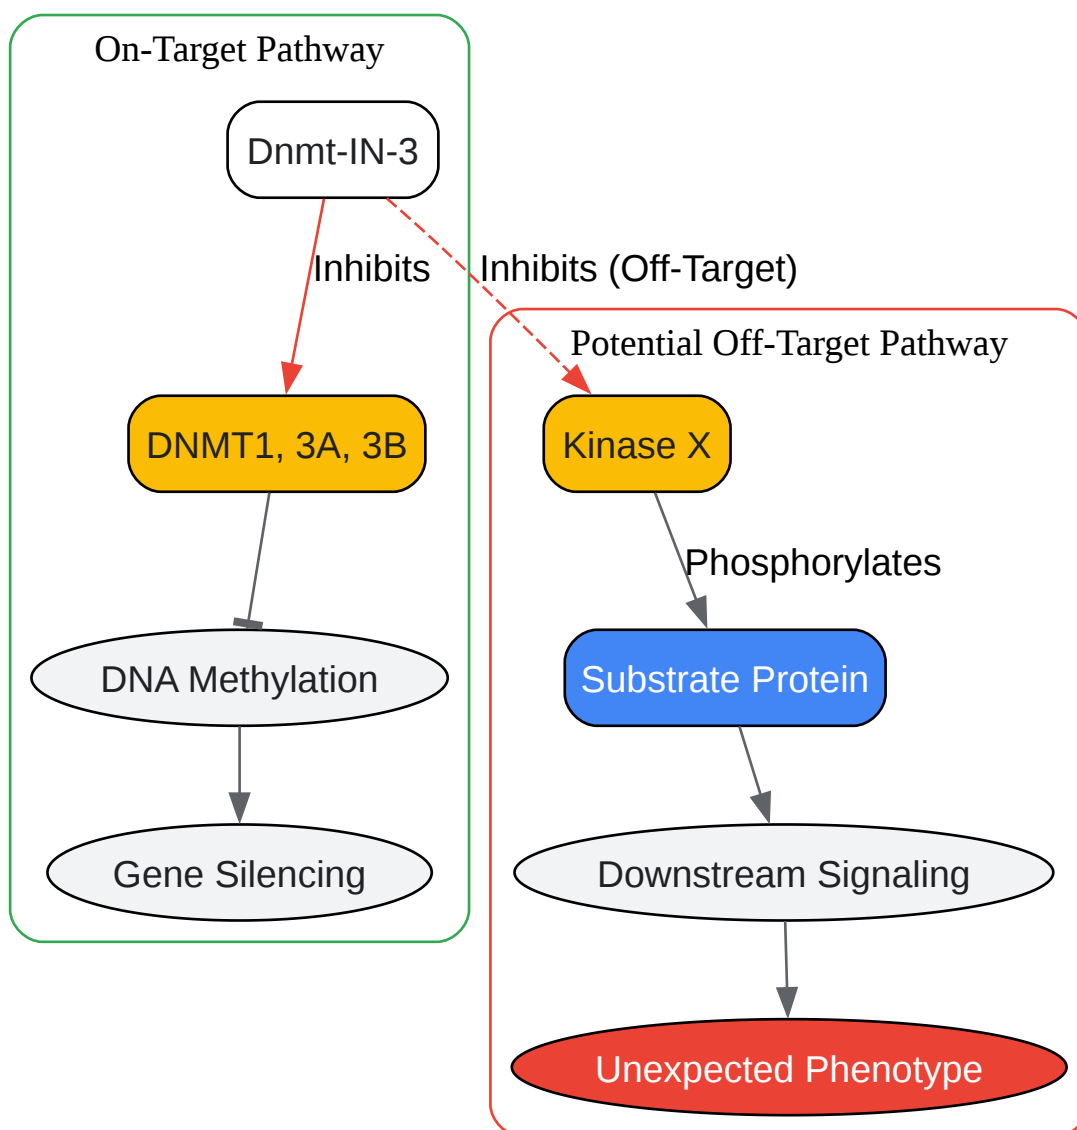 On-Target Pathway
Dnmt-IN-3
Inhibits
Inhibits (Off-Target)
Potential Off-Target Pathway
DNMT1, 3A, 3B
Kinase X
Phosphorylates
DNA Methylation
Substrate Protein
Gene Silencing
Downstream Signaling
Unexpected Phenotype